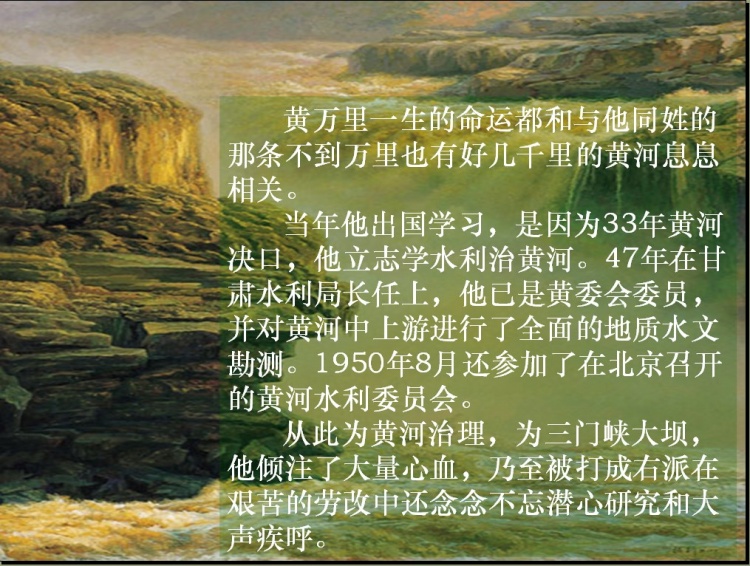 黄万里一生的命运都和与他同姓的
那条不到万里也有好几千里的黄河息息
相关。
当年他出国学习，是因为33年黄河
决口，他立志学水利治黄河。47年在甘
肃水利局长任上，他已是黄委会委员，
并对黄河中上游进行了全面的地质水文
勘测。1950年8月还参加了在北京召开
的黄河水利委员会。
从此为黄河治理，为三门峡大坝，
他倾注了大量心血，乃至被打成右派在
艰苦的劳改中还念念不忘潜心研究和大
声疾呼。